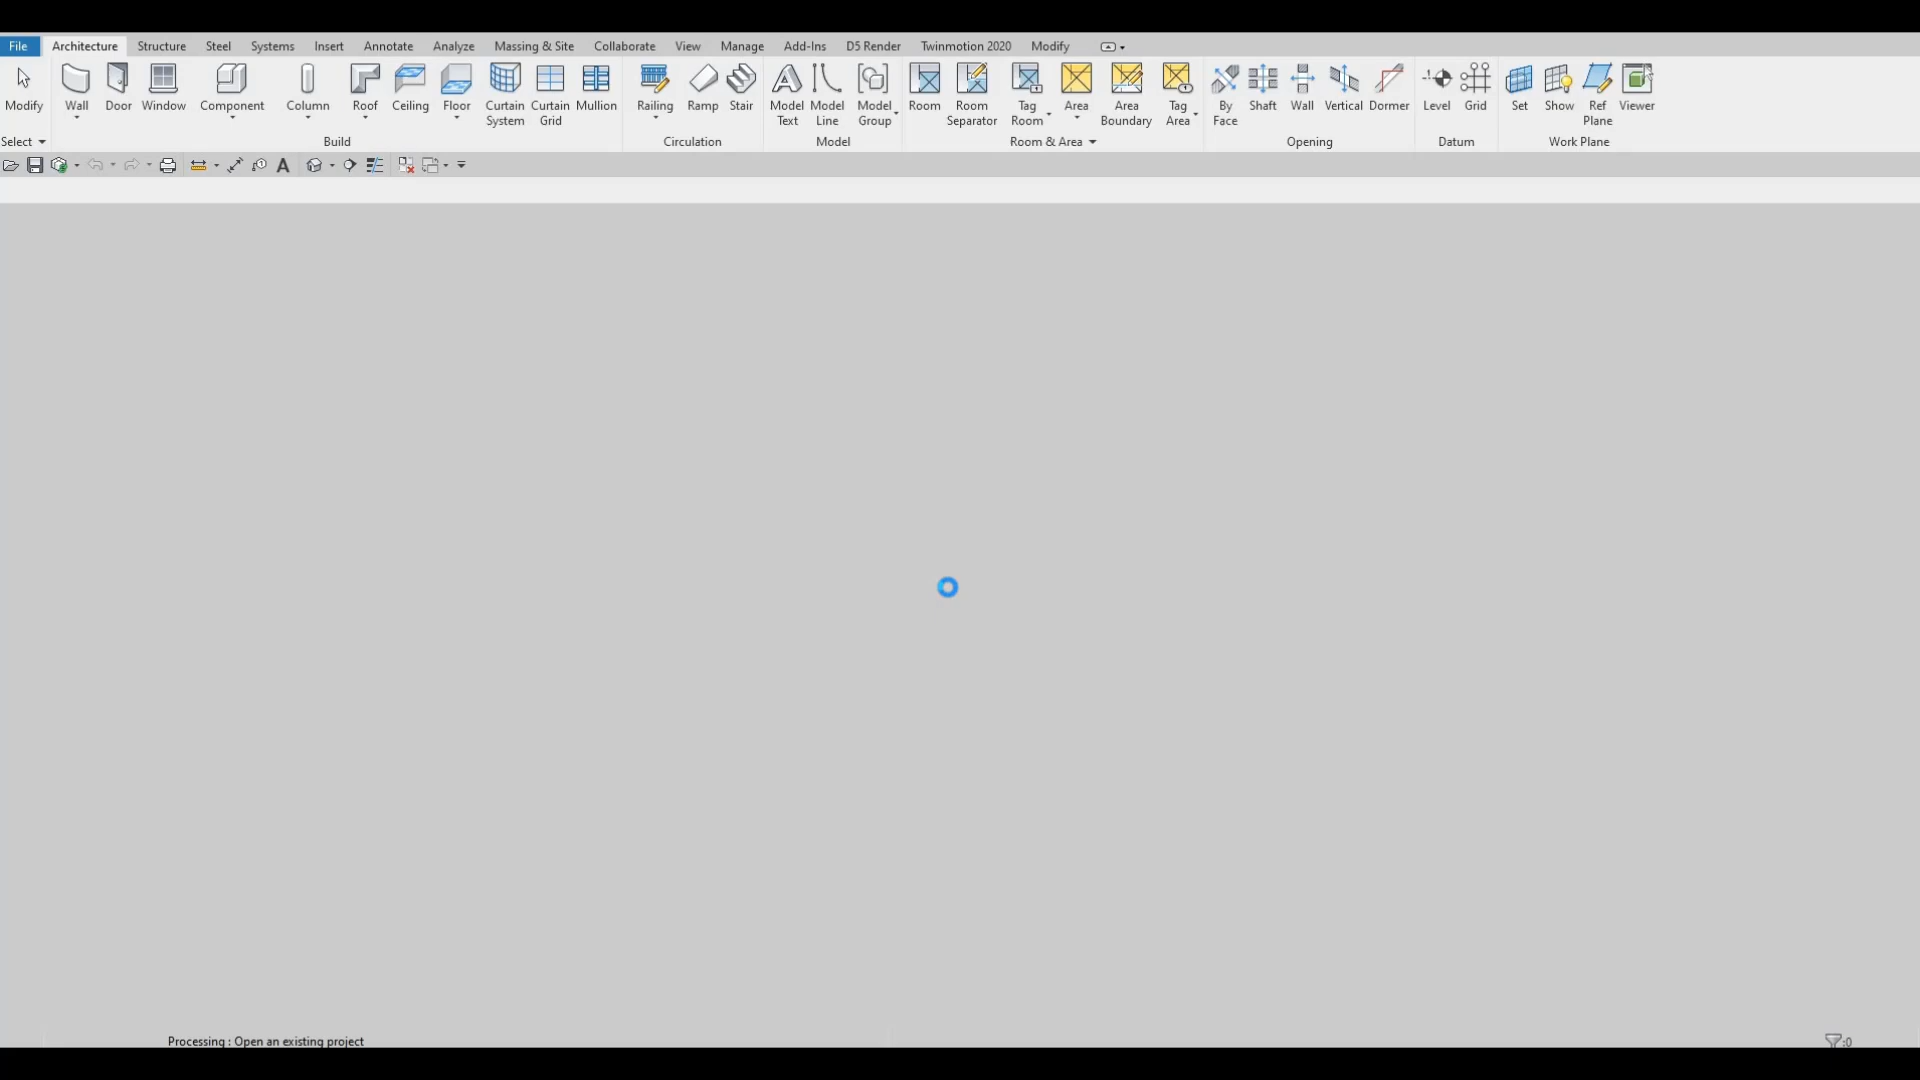 File Architecture Structure Steel Systems Insert Annotate Analyze Massing & Site Collaborate View Manage Add-Ins D5 Render Twinmotion 2020 Modify
Modify Wall Door Window Component Column Roof Ceiling Floor Curtain System Curtain Grid Mullion Railing Ramp Stair Model Text Model Line Model Group Room Room Separator Tag Room Area Area Boundary Tag Area By Face Shaft Wall Vertical Dormer Level Grid Set Show Ref Plane Viewer
Select Build Circulation Model Room & Area Opening Datum Work Plane
A
Processing : Open an existing project :0